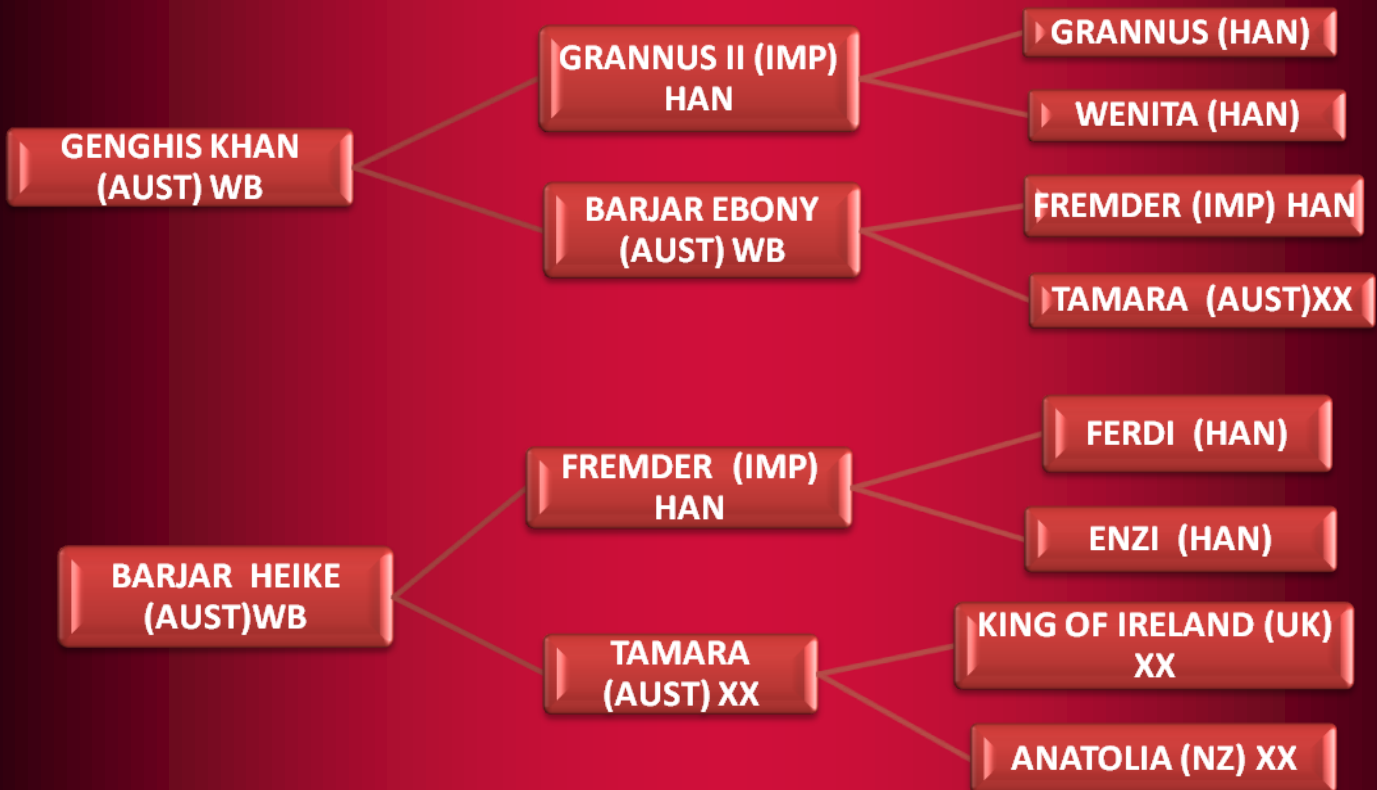 GENGHIS KHAN
(AUST) WB
GRANNUS II (IMP)
HAN
GRANNUS (HAN)
WENITA (HAN)
BARJAR EBONY
(AUST) WB
FREMDER (IMP) HAN
TAMARA (AUST)XX
BARJAR HEIKE
(AUST)WB
FREMDER (IMP)
HAN
FERDI (HAN)
ENZI (HAN)
TAMARA
(AUST) XX
KING OF IRELAND (UK)
XX
ANATOLIA (NZ) XX